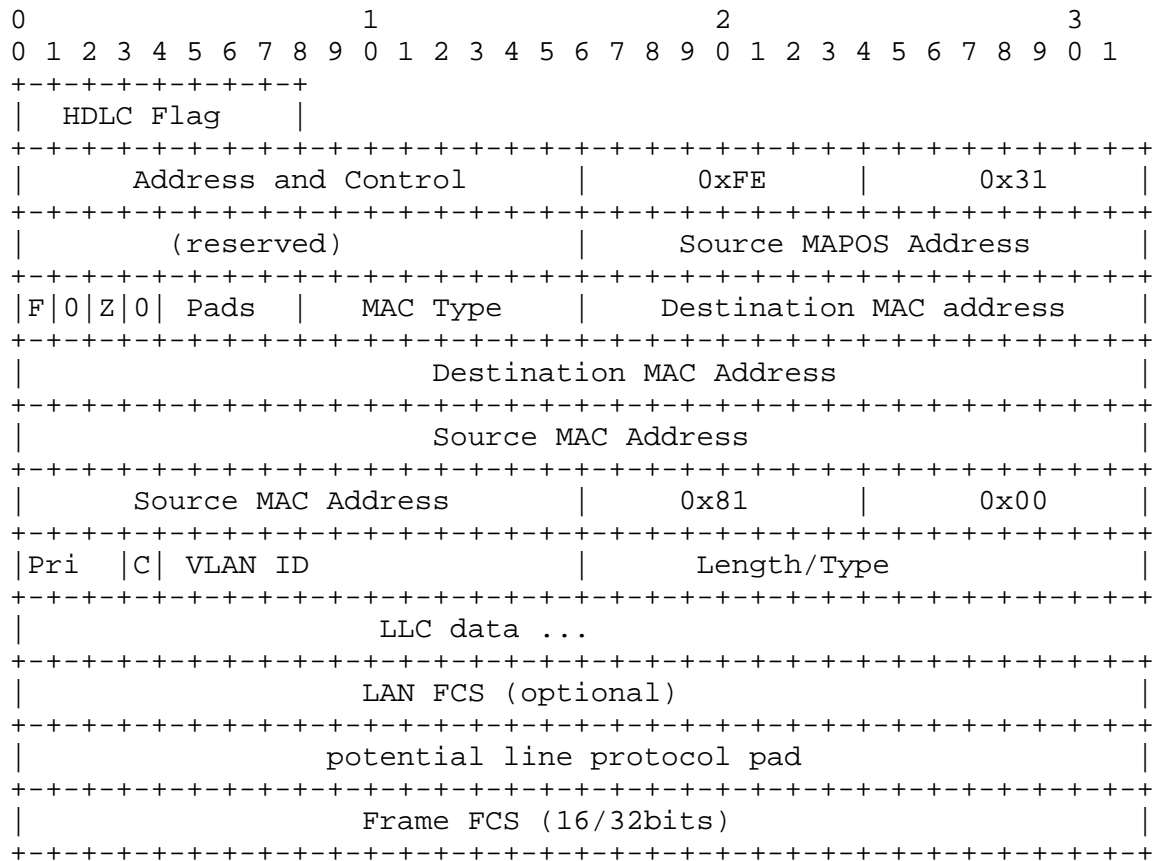 0                   1                   2                   3
0 1 2 3 4 5 6 7 8 9 0 1 2 3 4 5 6 7 8 9 0 1 2 3 4 5 6 7 8 9 0 1
+-+-+-+-+-+-+-+-+
|   HDLC Flag    |
+-+-+-+-+-+-+-+-+-+-+-+-+-+-+-+-+-+-+-+-+-+-+-+-+-+-+-+-+-+-+-+-+
|      Address and Control      |      0xFE     |      0x31     |
+-+-+-+-+-+-+-+-+-+-+-+-+-+-+-+-+-+-+-+-+-+-+-+-+-+-+-+-+-+-+-+-+
|        (reserved)             |     Source MAPOS Address      |
+-+-+-+-+-+-+-+-+-+-+-+-+-+-+-+-+-+-+-+-+-+-+-+-+-+-+-+-+-+-+-+-+
|F|0|Z|0| Pads  |   MAC Type    |    Destination MAC address    |
+-+-+-+-+-+-+-+-+-+-+-+-+-+-+-+-+-+-+-+-+-+-+-+-+-+-+-+-+-+-+-+-+
|                       Destination MAC Address                 |
+-+-+-+-+-+-+-+-+-+-+-+-+-+-+-+-+-+-+-+-+-+-+-+-+-+-+-+-+-+-+-+-+
|                       Source MAC Address                      |
+-+-+-+-+-+-+-+-+-+-+-+-+-+-+-+-+-+-+-+-+-+-+-+-+-+-+-+-+-+-+-+-+
|      Source MAC Address       |      0x81     |      0x00     |
+-+-+-+-+-+-+-+-+-+-+-+-+-+-+-+-+-+-+-+-+-+-+-+-+-+-+-+-+-+-+-+-+
|Pri  |C| VLAN ID               |      Length/Type              |
+-+-+-+-+-+-+-+-+-+-+-+-+-+-+-+-+-+-+-+-+-+-+-+-+-+-+-+-+-+-+-+-+
|                    LLC data ...
+-+-+-+-+-+-+-+-+-+-+-+-+-+-+-+-+-+-+-+-+-+-+-+-+-+-+-+-+-+-+-+-+
|                   LAN FCS (optional)                          |
+-+-+-+-+-+-+-+-+-+-+-+-+-+-+-+-+-+-+-+-+-+-+-+-+-+-+-+-+-+-+-+-+
|                 potential line protocol pad                   |
+-+-+-+-+-+-+-+-+-+-+-+-+-+-+-+-+-+-+-+-+-+-+-+-+-+-+-+-+-+-+-+-+
|                   Frame FCS (16/32bits)                       |
+-+-+-+-+-+-+-+-+-+-+-+-+-+-+-+-+-+-+-+-+-+-+-+-+-+-+-+-+-+-+-+-+